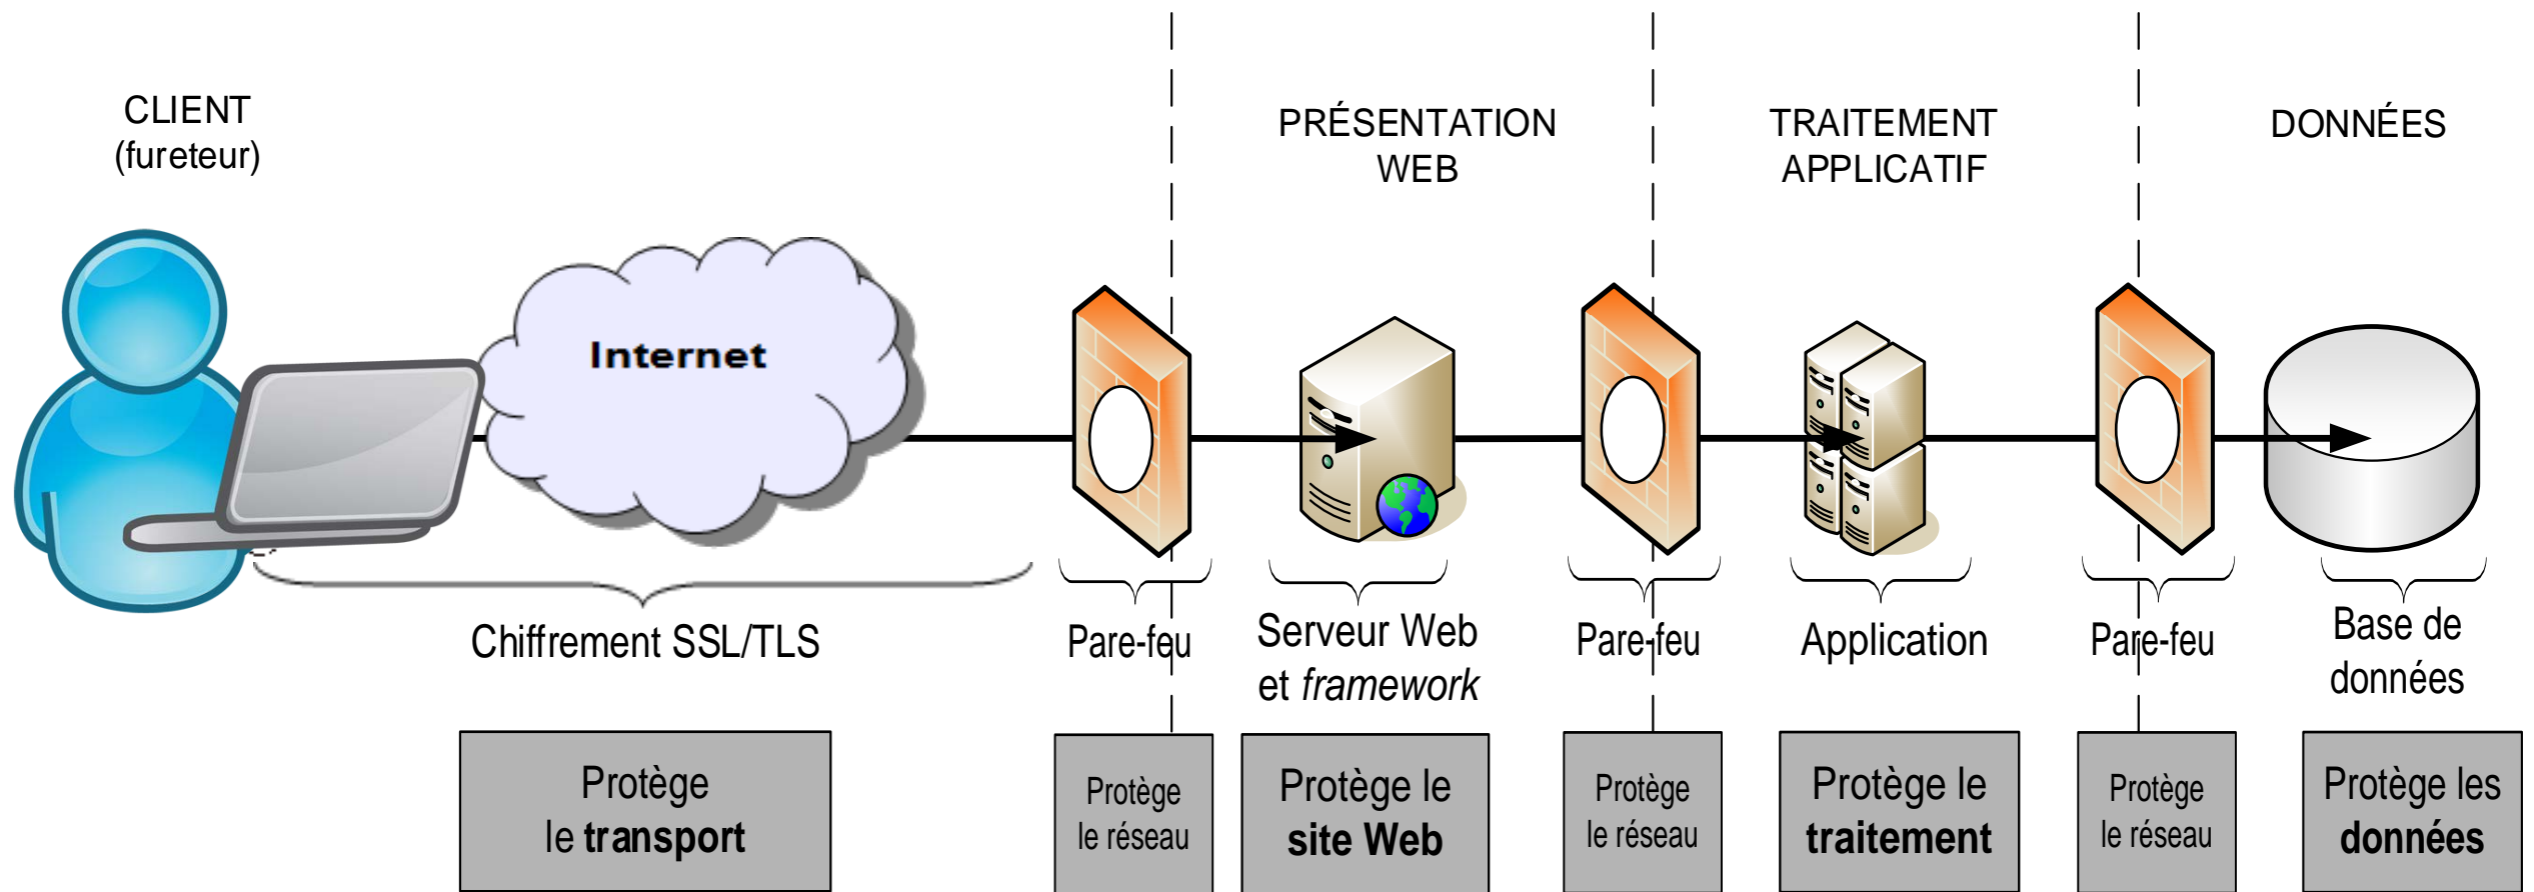 CLIENT
(fureteur)
PRÉSENTATION
WEB
TRAITEMENT
APPLICATIF
DONNÉES
Internet
Chiffrement SSL/TLS
Pare-feu
Serveur Web
et framework
Pare-feu
Application
Pare-feu
Base de
données
Protège
le transport
Protège
le réseau
Protège le
site Web
Protège
le réseau
Protège le
traitement
Protège
le réseau
Protège les
données